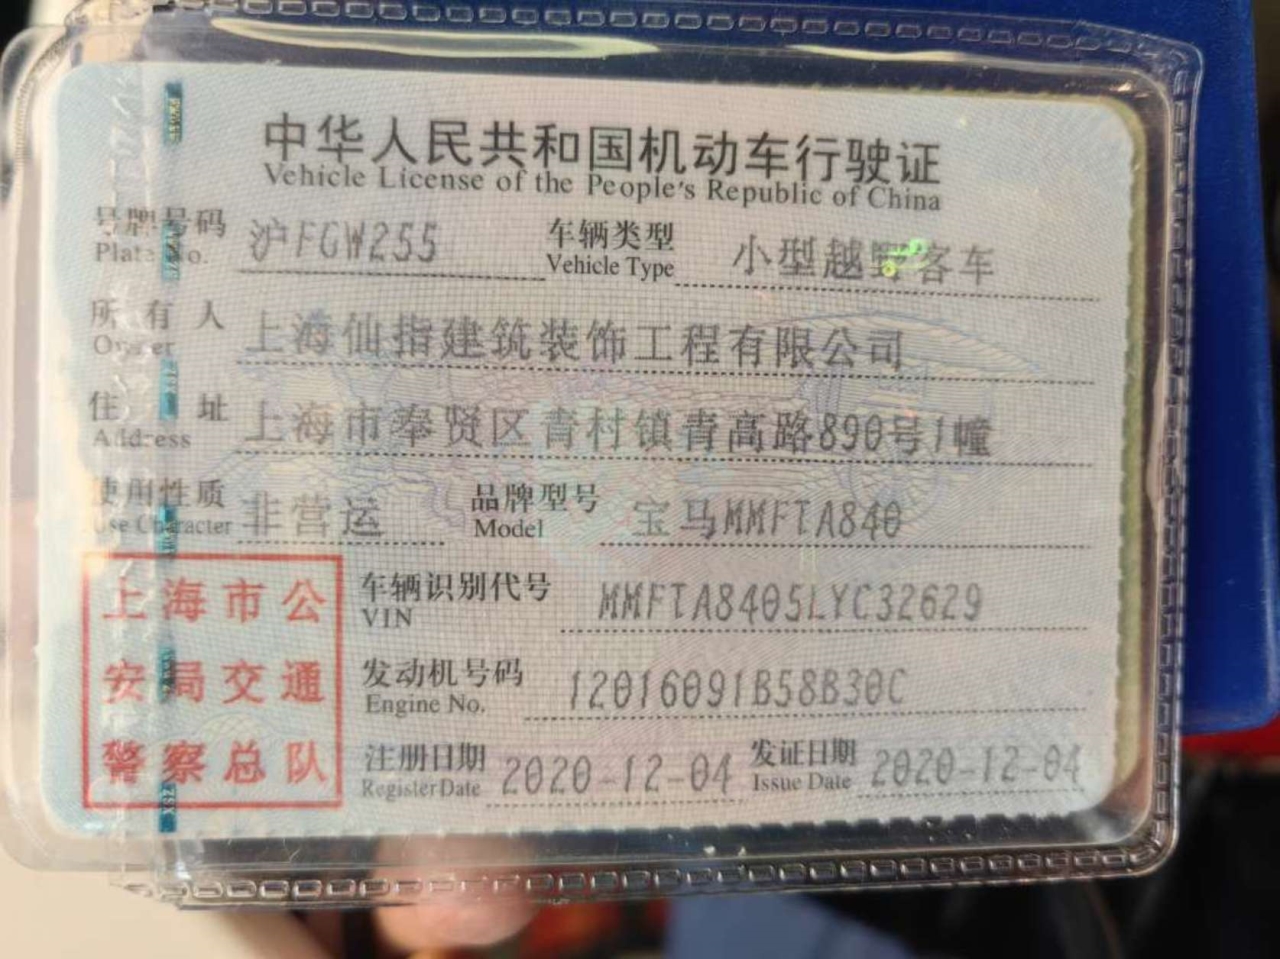 中华人民共和国机动车行驶证
Vehicle License of the People's Republic of China
号牌号码 沪FGW255 车辆类型 小型越野客车
Plate No. Vehicle Type
所有人 上海仙指建筑装饰工程有限公司
Owner
住址 上海市奉贤区青村镇青高路890号1幢
Address
使用性质 非营运 品牌型号 宝马MMFTA840
Use Character Model
车辆识别代号 MMFTA8405LYC32629
VIN
发动机号码 12016091B58B30C
Engine No.
注册日期 2020-12-04 发证日期 2020-12-04
Register Date Issue Date
上海市公
安局交通
警察总队